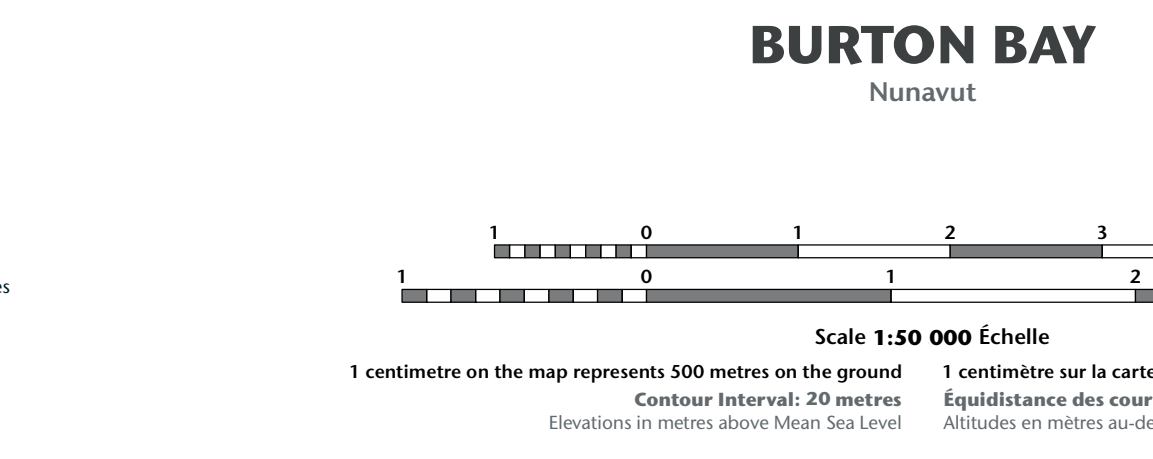 BURTON BAY
Nunavut
1 0 1 2 3
1 0 1 2
es
Scale 1:50 000 Échelle
1 centimetre on the map represents 500 metres on the ground
1 centimètre sur la carte
Contour Interval: 20 metres
Équidistance des cour
Elevations in metres above Mean Sea Level
Altitudes en mètres au-de